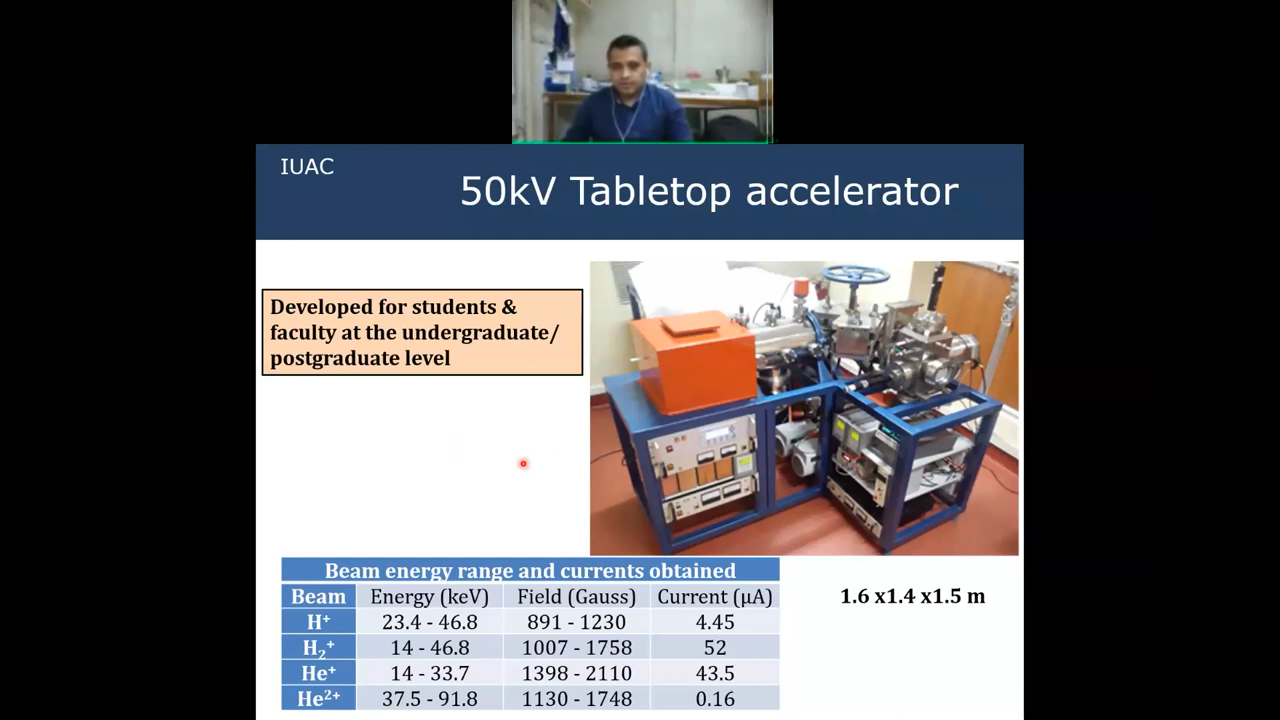 IUAC
50kV Tabletop accelerator
Developed for students &
faculty at the undergraduate/
postgraduate level
Beam energy range and currents obtained
Beam Energy (keV) Field (Gauss) Current (µA)
H⁺ 23.4 - 46.8 891 - 1230 4.45
H₂⁺ 14 - 46.8 1007 - 1758 52
He⁺ 14 - 33.7 1398 - 2110 43.5
He²⁺ 37.5 - 91.8 1130 - 1748 0.16
1.6 x1.4 x1.5 m